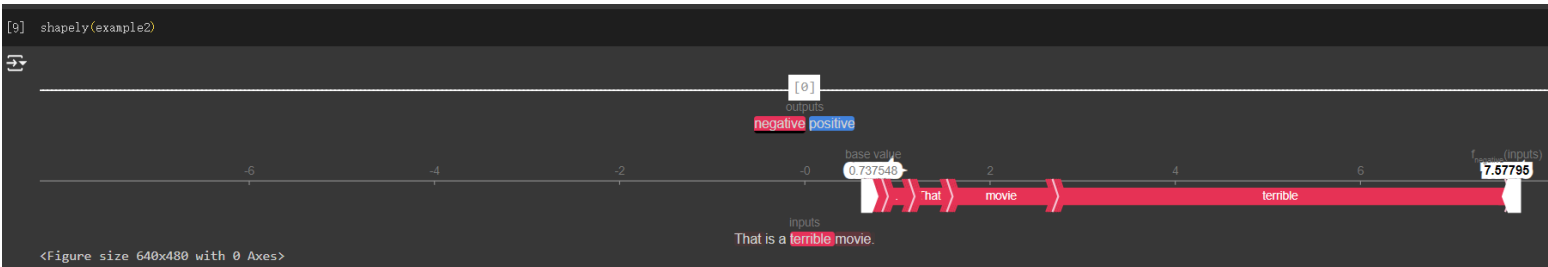 [9] shapely(example2)
[0]
outputs
negative positive
base value f negative(inputs)
-6 -4 -2 -0 0.737548 2 4 6 7.57795
. That movie terrible
inputs
That is a terrible movie.
<Figure size 640x480 with 0 Axes>